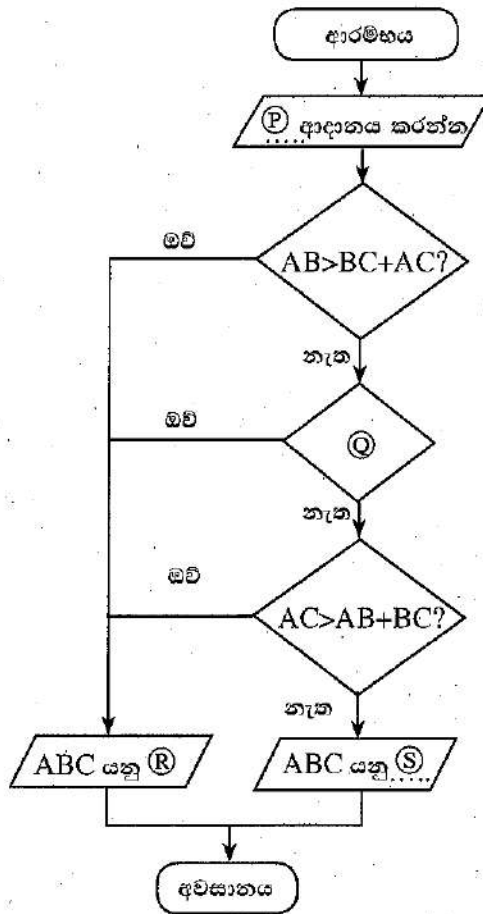 ආරම්භය
Ⓟ ආදානය කරන්න
.....
ඔව්
AB>BC+AC?
නැත
ඔව්
Ⓠ
නැත
ඔව්
AC>AB+BC?
නැත
ABC යනු Ⓡ
ABC යනු Ⓢ.....
අවසානය